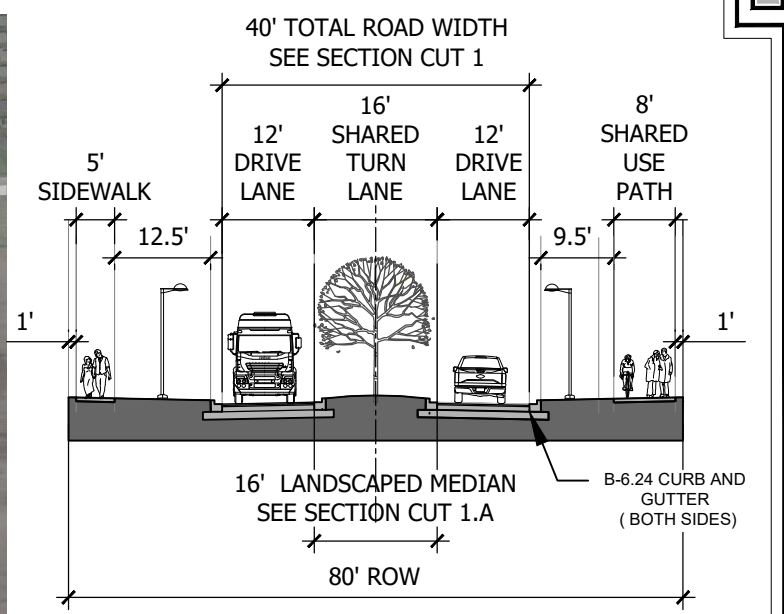 40' TOTAL ROAD WIDTH
SEE SECTION CUT 1
5'
SIDEWALK
12'
DRIVE
LANE
16'
SHARED
TURN
LANE
12'
DRIVE
LANE
8'
SHARED
USE
PATH
12.5'
9.5'
1'
1'
16' LANDSCAPED MEDIAN
SEE SECTION CUT 1.A
B-6.24 CURB AND
GUTTER
( BOTH SIDES)
80' ROW